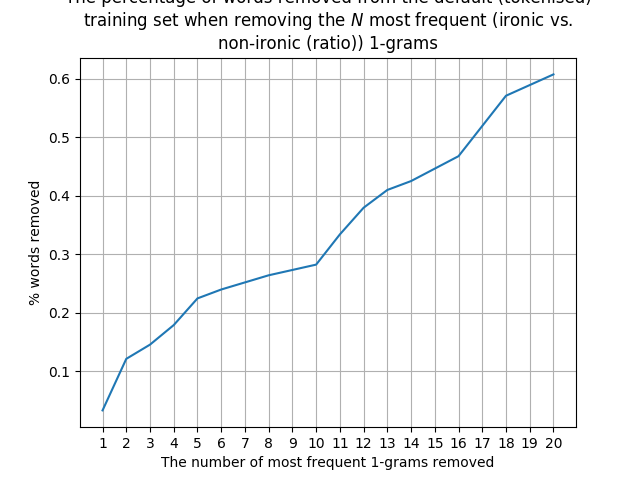 The percentage of words removed from the default (tokenised)
training set when removing the N most frequent (ironic vs.
non-ironic (ratio)) 1-grams
0.6
0.5
0.4
0.3
0.2
0.1
% words removed
1 2 3 4 5 6 7 8 9 10 11 12 13 14 15 16 17 18 19 20
The number of most frequent 1-grams removed